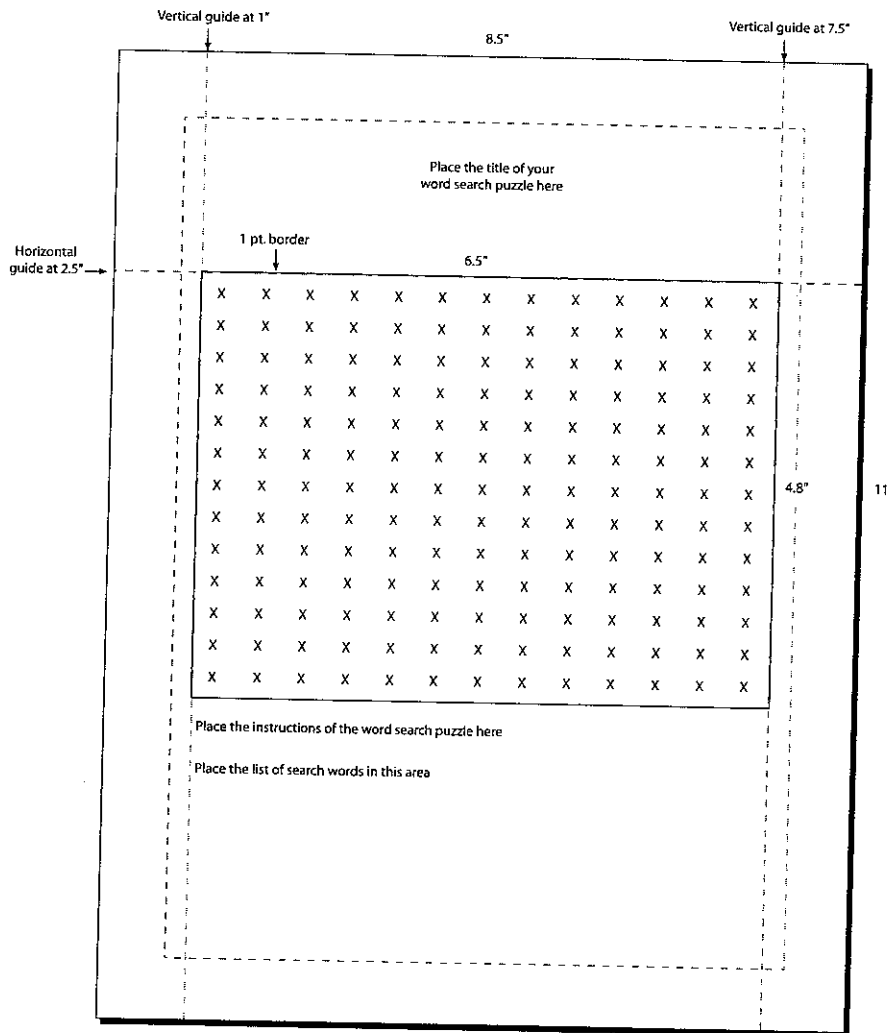 Vertical guide at 1"
8.5"
Vertical guide at 7.5"
Place the title of your
word search puzzle here
1 pt. border
Horizontal
guide at 2.5"
6.5"
X X X X X X X X X X X X X
X X X X X X X X X X X X X
X X X X X X X X X X X X X
X X X X X X X X X X X X X
X X X X X X X X X X X X X
X X X X X X X X X X X X X
X X X X X X X X X X X X X
4.8"
11
X X X X X X X X X X X X X
X X X X X X X X X X X X X
X X X X X X X X X X X X X
X X X X X X X X X X X X X
X X X X X X X X X X X X X
X X X X X X X X X X X X X
Place the instructions of the word search puzzle here
Place the list of search words in this area